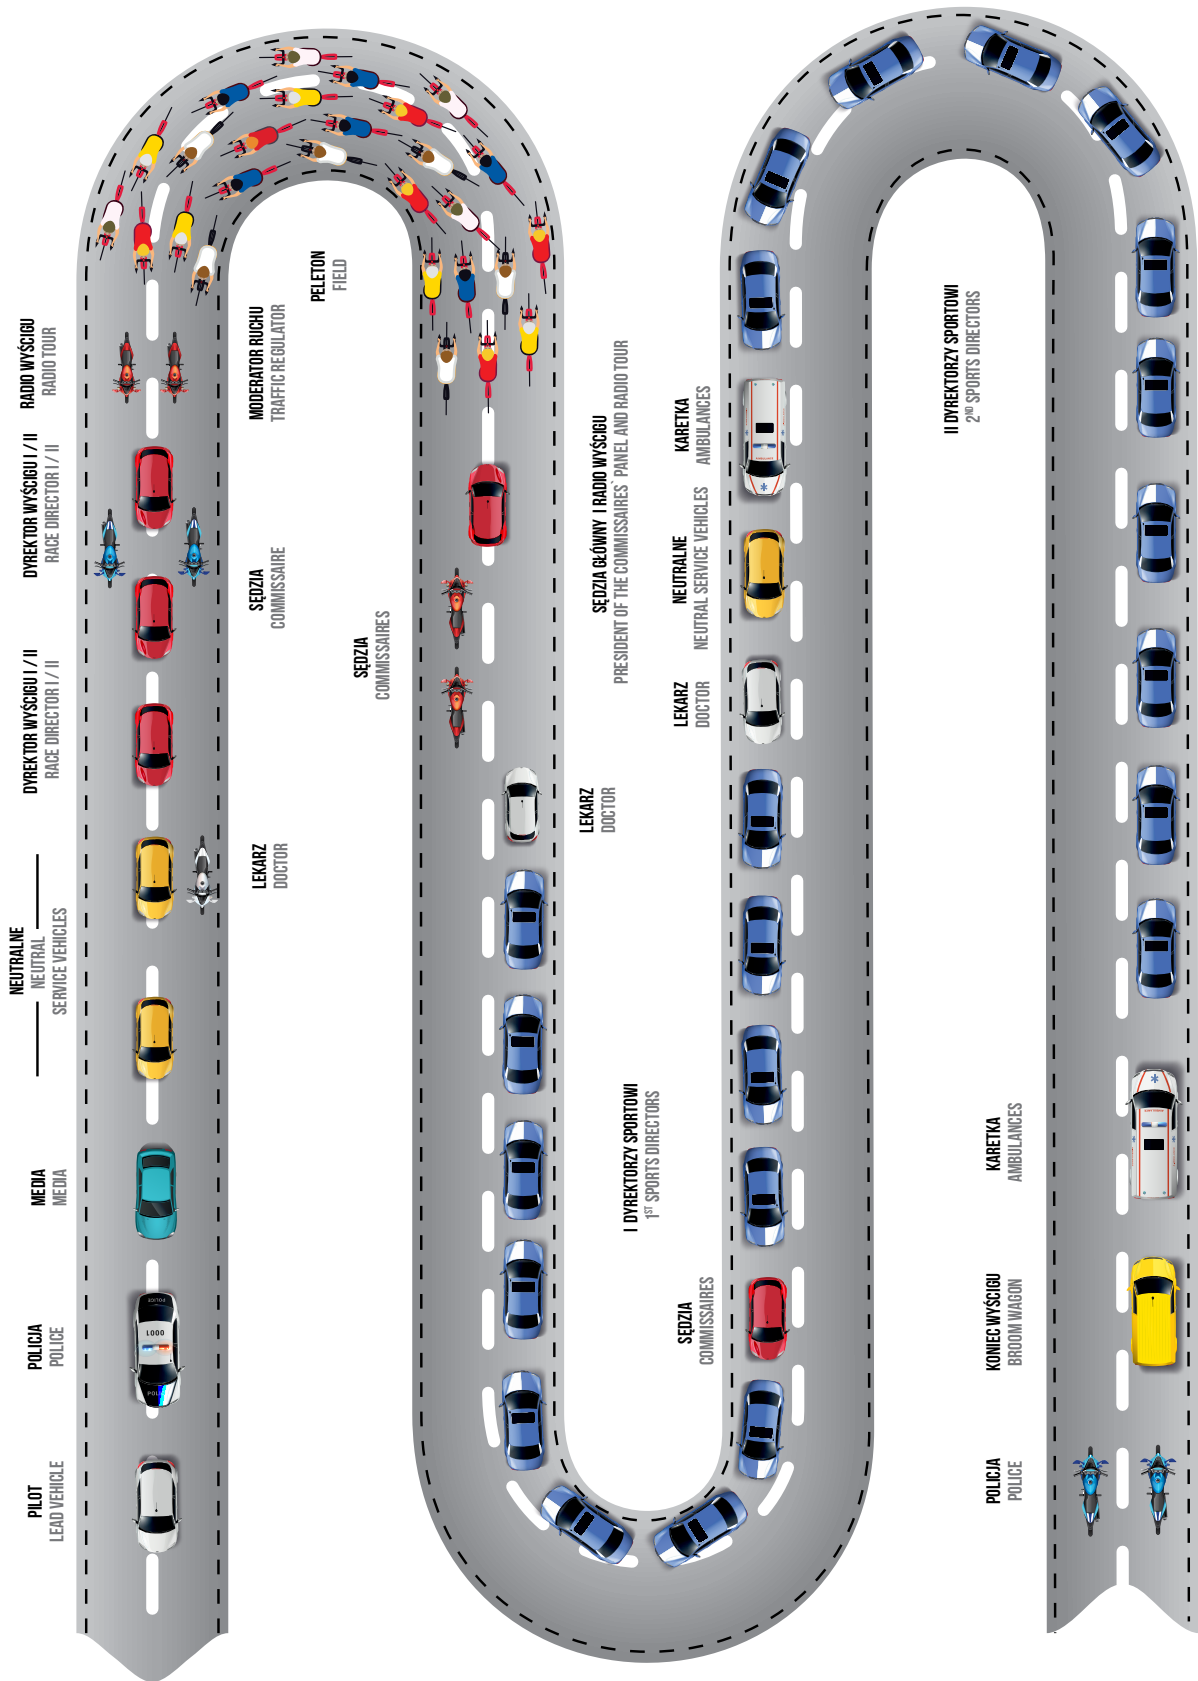 RADIO WYŚCIGU
RADIO TOUR
DYREKTOR WYŚCIGU I / II
RACE DIRECTOR I / II
DYREKTOR WYŚCIGU I / II
RACE DIRECTOR I / II
NEUTRALNE
NEUTRAL
SERVICE VEHICLES
MEDIA
MEDIA
POLICJA
POLICE
PILOT
LEAD VEHICLE
POLICE
0001
PELETON
FIELD
MODERATOR RUCHU
TRAFFIC REGULATOR
SĘDZIA
COMMISSAIRE
LEKARZ
DOCTOR
SĘDZIA
COMMISSAIRES
SĘDZIA GŁÓWNY I RADIO WYŚCIGU
PRESIDENT OF THE COMMISSAIRES` PANEL AND RADIO TOUR
LEKARZ
DOCTOR
I DYREKTORZY SPORTOWI
1ST SPORTS DIRECTORS
KARETKA
AMBULANCES
NEUTRALNE
NEUTRAL SERVICE VEHICLES
LEKARZ
DOCTOR
SĘDZIA
COMMISSAIRES
II DYREKTORZY SPORTOWI
2ND SPORTS DIRECTORS
KARETKA
AMBULANCES
KONIEC WYŚCIGU
BROOM WAGON
POLICJA
POLICE